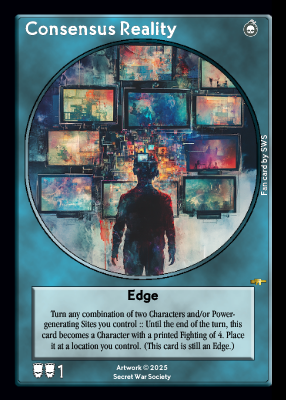 Consensus Reality
Fan card by SWS
Edge
Turn any combination of two Characters and/or Power-
generating Sites you control :: Until the end of the turn, this
card becomes a Character with a printed Fighting of 4. Place
it at a location you control. (This card is still an Edge.)
1
Artwork © 2025
Secret War Society